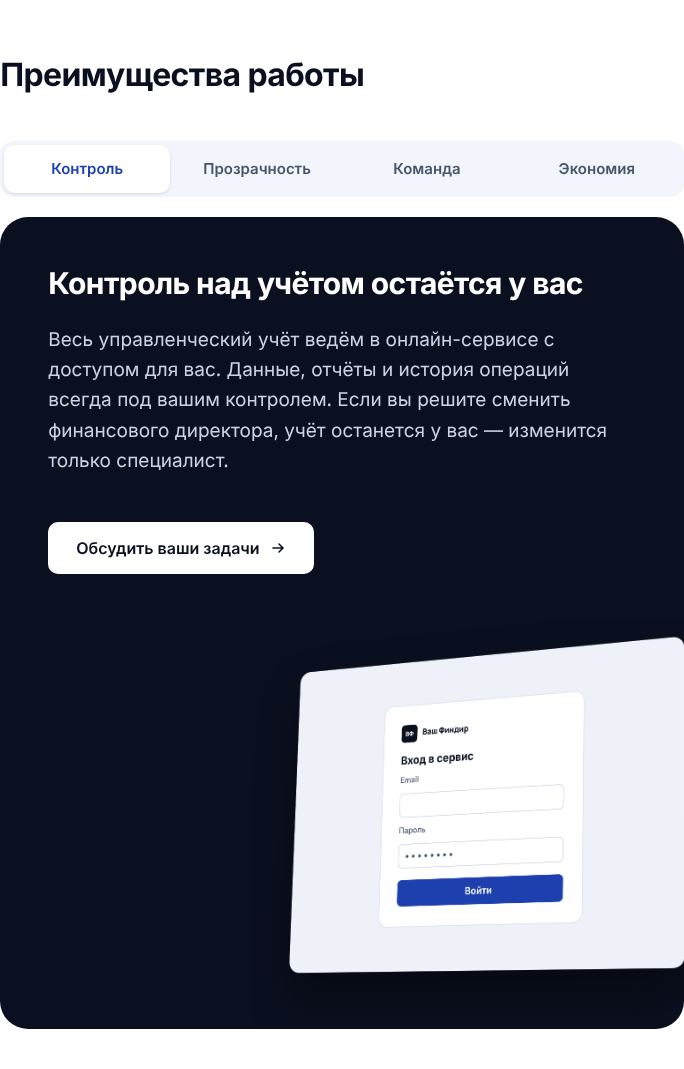 Преимущества работы
Контроль
Прозрачность
Команда
Экономия
Контроль над учётом остаётся у вас
Весь управленческий учёт ведём в онлайн-сервисе с
доступом для вас. Данные, отчёты и история операций
всегда под вашим контролем. Если вы решите сменить
финансового директора, учёт останется у вас — изменится
только специалист.
Обсудить ваши задачи →
ВФ Ваш Финдир
Вход в сервис
Email
Пароль
••••••••
Войти